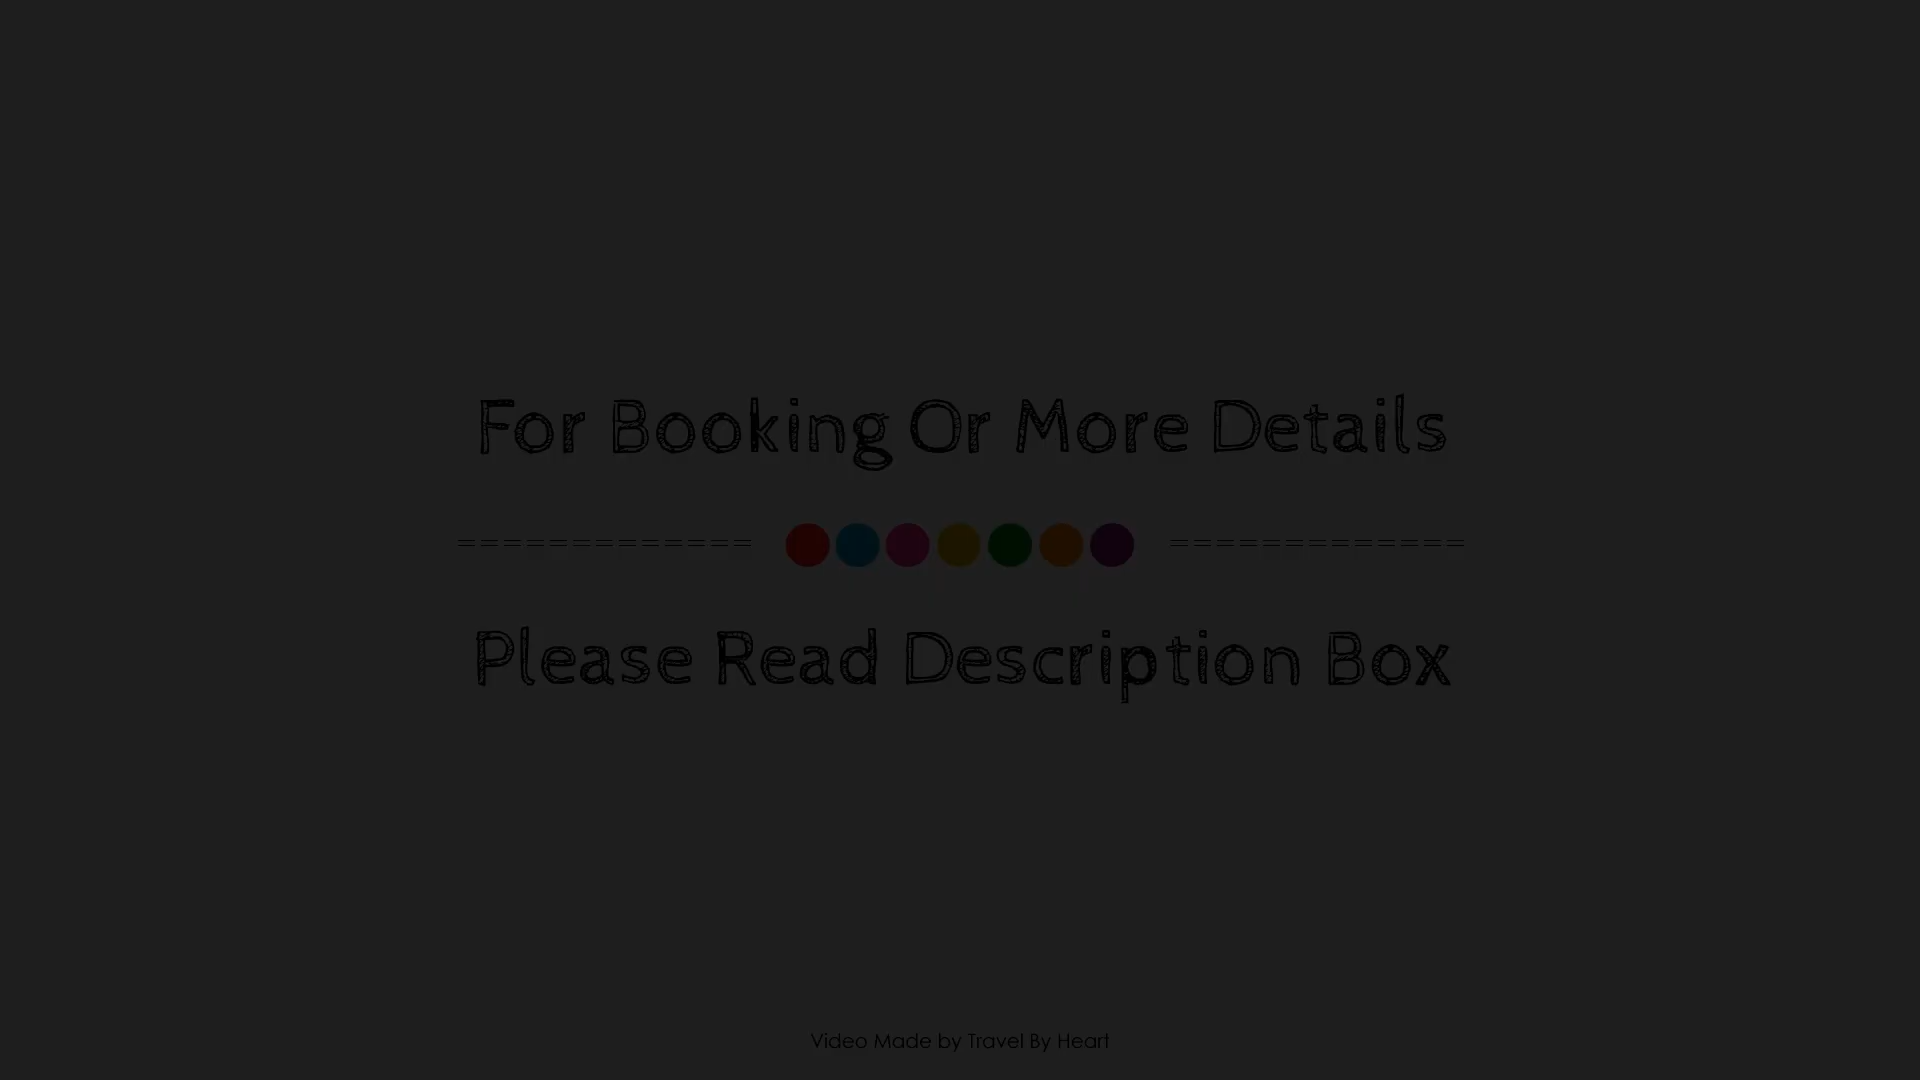 For Booking Or More Details
============= =============
Please Read Description Box
Video Made by Travel By Heart